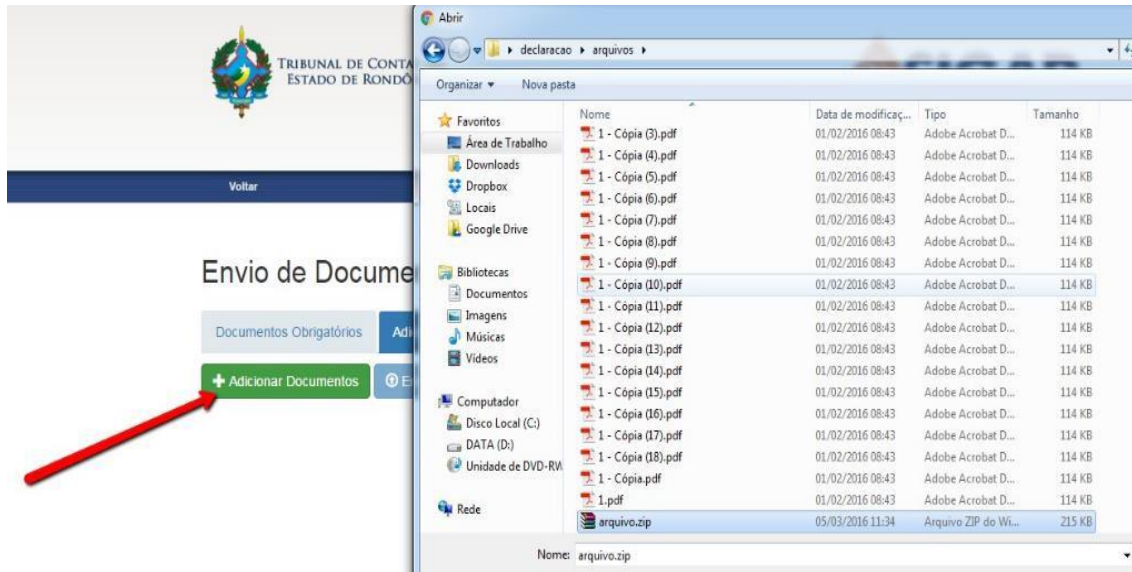 TRIBUNAL DE CONTA
ESTADO DE RONDÔ
Voltar
Envio de Docume
Documentos Obrigatórios
Adi
+ Adicionar Documentos
Abrir
declaracao ▸ arquivos ▸
Organizar ▾ Nova pasta
Favoritos
Área de Trabalho
Downloads
Dropbox
Locais
Google Drive
Bibliotecas
Documentos
Imagens
Músicas
Vídeos
Computador
Disco Local (C:)
DATA (D:)
Unidade de DVD-RW
Rede
Nome Data de modificaç... Tipo Tamanho
1 - Cópia (3).pdf 01/02/2016 08:43 Adobe Acrobat D... 114 KB
1 - Cópia (4).pdf 01/02/2016 08:43 Adobe Acrobat D... 114 KB
1 - Cópia (5).pdf 01/02/2016 08:43 Adobe Acrobat D... 114 KB
1 - Cópia (6).pdf 01/02/2016 08:43 Adobe Acrobat D... 114 KB
1 - Cópia (7).pdf 01/02/2016 08:43 Adobe Acrobat D... 114 KB
1 - Cópia (8).pdf 01/02/2016 08:43 Adobe Acrobat D... 114 KB
1 - Cópia (9).pdf 01/02/2016 08:43 Adobe Acrobat D... 114 KB
1 - Cópia (10).pdf 01/02/2016 08:43 Adobe Acrobat D... 114 KB
1 - Cópia (11).pdf 01/02/2016 08:43 Adobe Acrobat D... 114 KB
1 - Cópia (12).pdf 01/02/2016 08:43 Adobe Acrobat D... 114 KB
1 - Cópia (13).pdf 01/02/2016 08:43 Adobe Acrobat D... 114 KB
1 - Cópia (14).pdf 01/02/2016 08:43 Adobe Acrobat D... 114 KB
1 - Cópia (15).pdf 01/02/2016 08:43 Adobe Acrobat D... 114 KB
1 - Cópia (16).pdf 01/02/2016 08:43 Adobe Acrobat D... 114 KB
1 - Cópia (17).pdf 01/02/2016 08:43 Adobe Acrobat D... 114 KB
1 - Cópia (18).pdf 01/02/2016 08:43 Adobe Acrobat D... 114 KB
1 - Cópia.pdf 01/02/2016 08:43 Adobe Acrobat D... 114 KB
1.pdf 01/02/2016 08:43 Adobe Acrobat D... 114 KB
arquivo.zip 05/03/2016 11:34 Arquivo ZIP do Wi... 215 KB
Nome: arquivo.zip